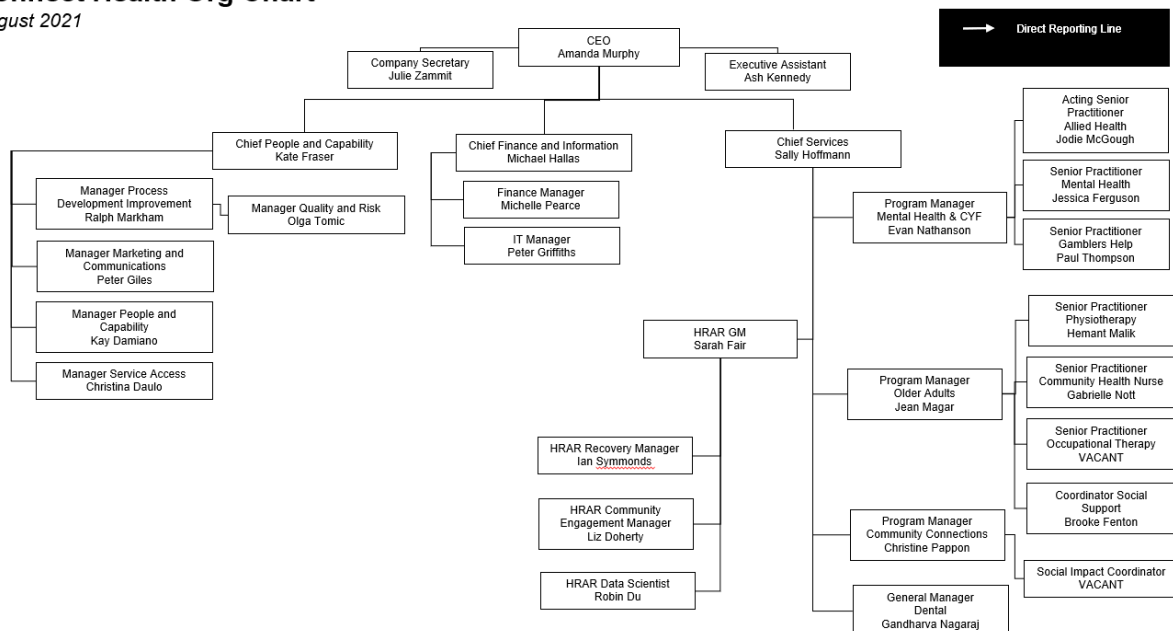 Health Org Chart
2021
Direct Reporting Line
CEO
Amanda Murphy
Company Secretary
Julie Zammit
Executive Assistant
Ash Kennedy
Chief People and Capability
Kate Fraser
Chief Finance and Information
Michael Hallas
Chief Services
Sally Hoffmann
Manager Process
Development Improvement
Ralph Markham
Manager Quality and Risk
Olga Tomic
Manager Marketing and
Communications
Peter Giles
Manager People and
Capability
Kay Damiano
Manager Service Access
Christina Daulo
Finance Manager
Michelle Pearce
IT Manager
Peter Griffiths
HRAR GM
Sarah Fair
HRAR Recovery Manager
Ian Symmonds
HRAR Community
Engagement Manager
Liz Doherty
HRAR Data Scientist
Robin Du
Program Manager
Mental Health & CYF
Evan Nathanson
Acting Senior
Practitioner
Allied Health
Jodie McGough
Senior Practitioner
Mental Health
Jessica Ferguson
Senior Practitioner
Gamblers Help
Paul Thompson
Program Manager
Older Adults
Jean Magar
Senior Practitioner
Physiotherapy
Hemant Malik
Senior Practitioner
Community Health Nurse
Gabrielle Nott
Senior Practitioner
Occupational Therapy
VACANT
Coordinator Social
Support
Brooke Fenton
Program Manager
Community Connections
Christine Pappon
Social Impact Coordinator
VACANT
General Manager
Dental
Gandharva Nagaraj